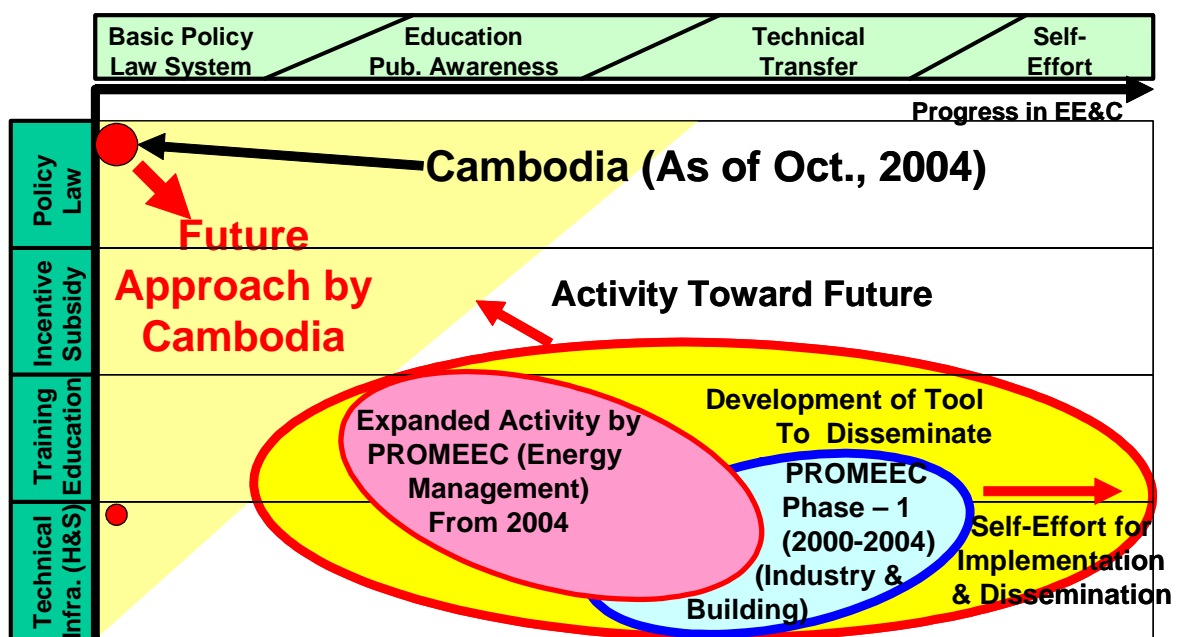 Basic Policy
Law System
Education
Pub. Awareness
Technical
Transfer
Self-
Effort
Progress in EE&C
Policy
Law
Cambodia (As of Oct., 2004)
Future
Approach by
Cambodia
Incentive
Subsidy
Activity Toward Future
Training
Education
Development of Tool
To Disseminate
Expanded Activity by
PROMEEC (Energy
Management)
From 2004
PROMEEC
Phase – 1
(2000-2004)
(Industry &
Building)
Self-Effort for
Implementation
& Dissemination
Technical
Infra. (H&S)